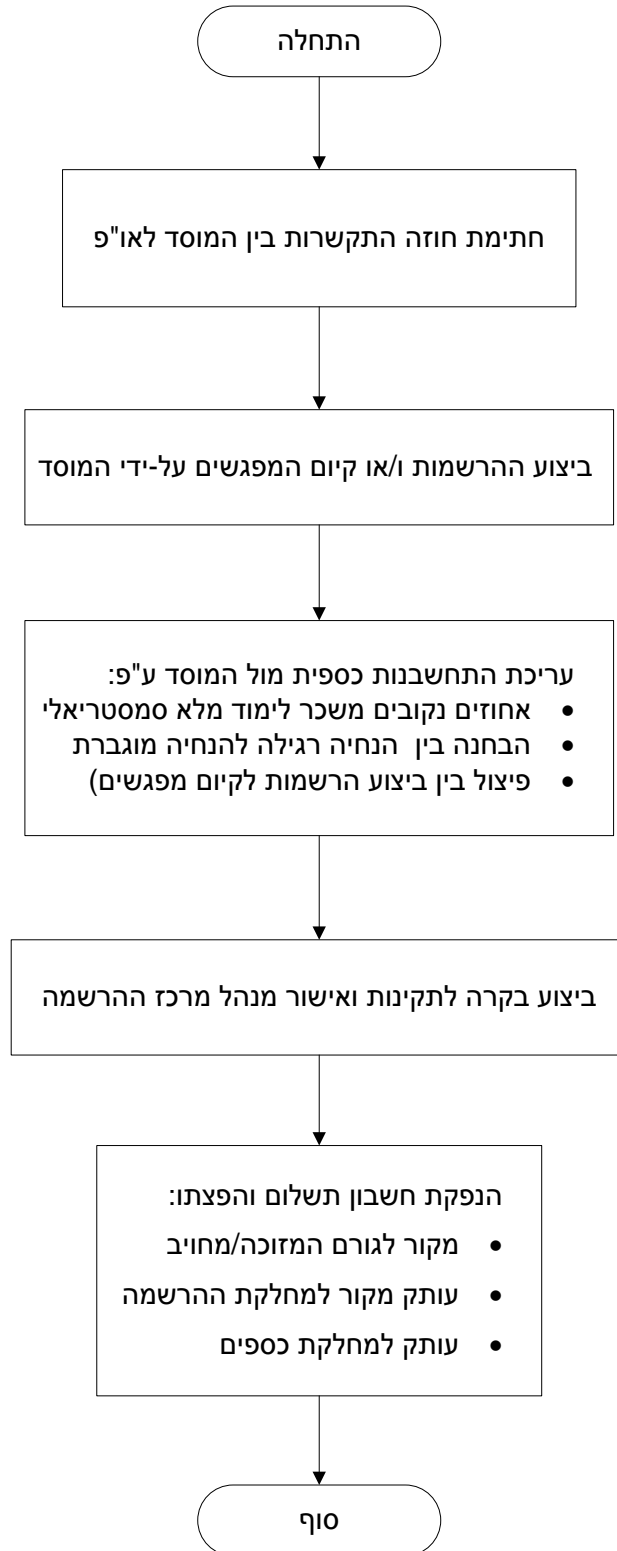 התחלה
חתימת חוזה התקשרות בין המוסד לאו"פ
ביצוע ההרשמות ו/או קיום המפגשים על-ידי המוסד
עריכת התחשבנות כספית מול המוסד ע"פ:
• אחוזים נקובים משכר לימוד מלא סמסטריאלי
• הבחנה בין הנחיה רגילה להנחיה מוגברת
• פיצול בין ביצוע הרשמות לקיום מפגשים)
ביצוע בקרה לתקינות ואישור מנהל מרכז ההרשמה
הנפקת חשבון תשלום והפצתו:
• מקור לגורם המזוכה/מחויב
• עותק מקור למחלקת ההרשמה
• עותק למחלקת כספים
סוף